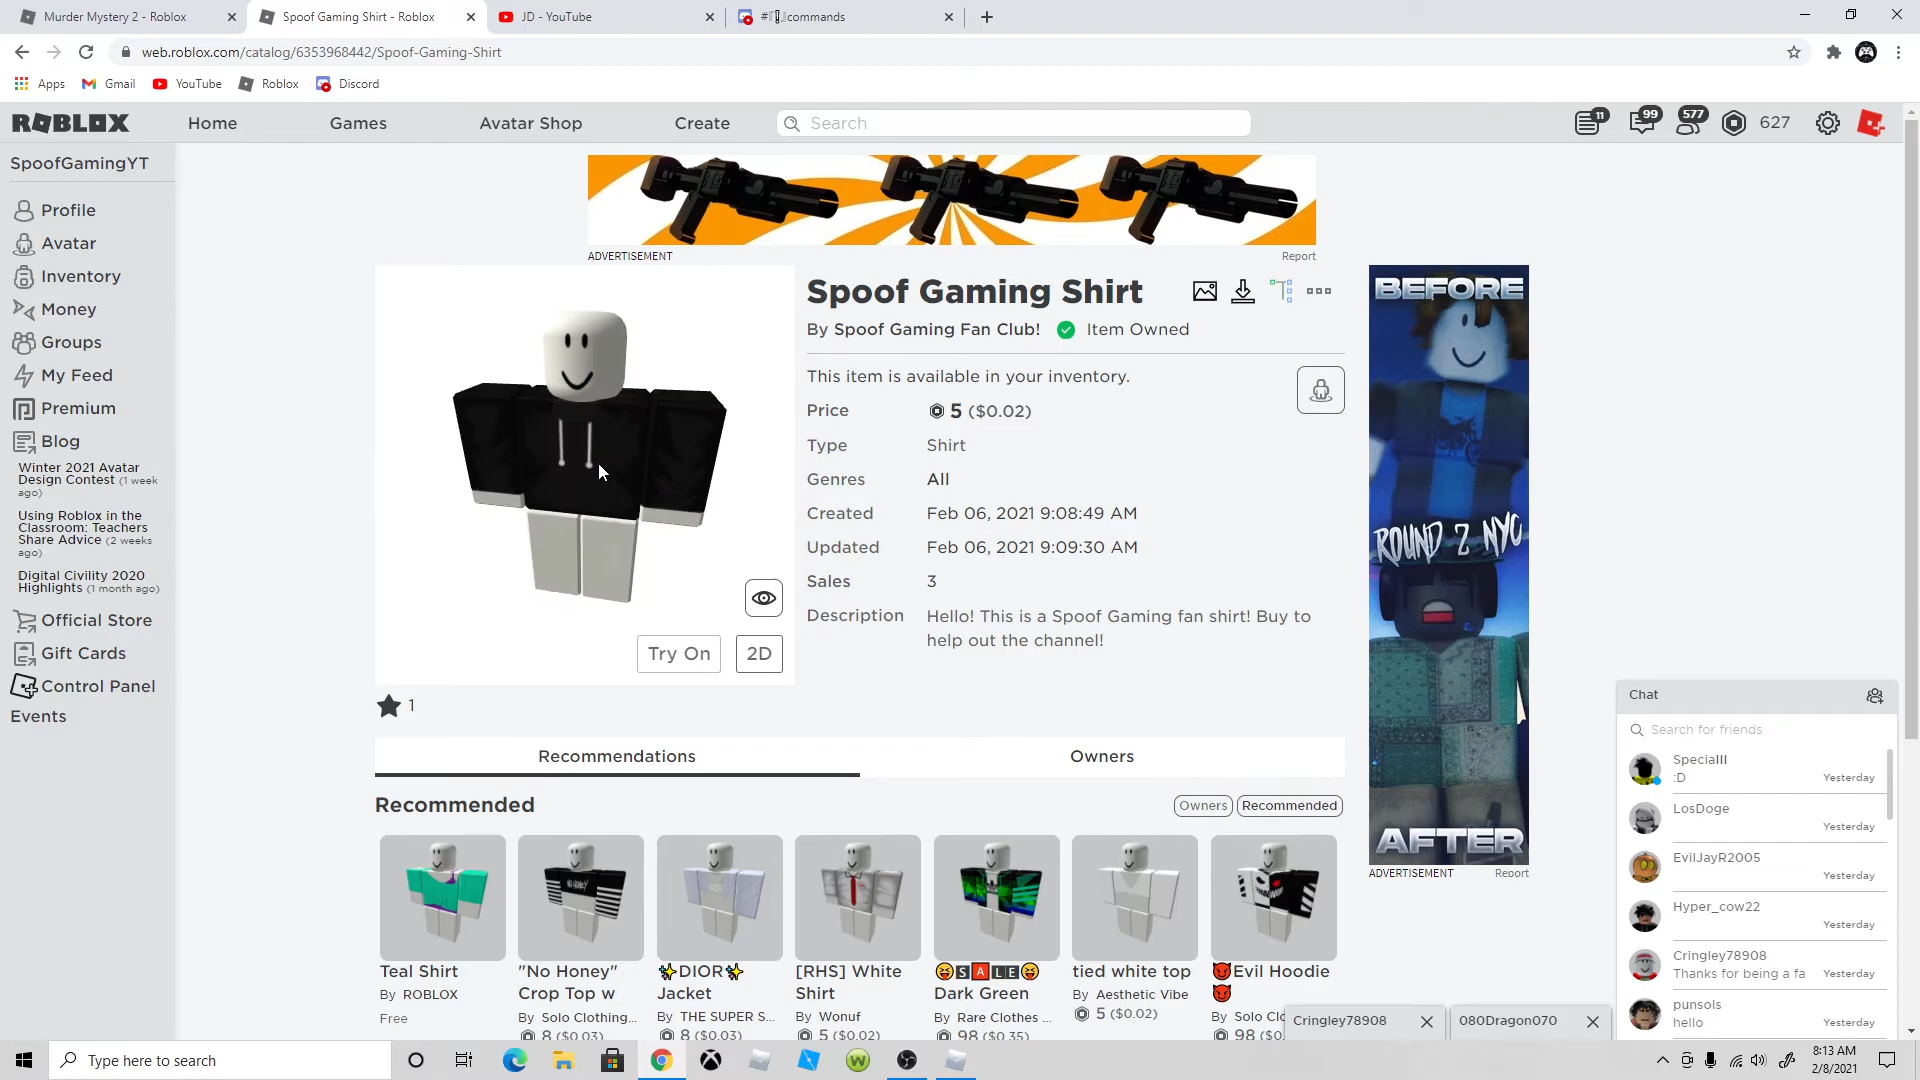 Murder Mystery 2 - Roblox
Spoof Gaming Shirt - Roblox
JD - YouTube
commands
web.roblox.com/catalog/6353968442/Spoof-Gaming-Shirt
Apps
Gmail
YouTube
Roblox
Discord
ROBLOX
Home
Games
Avatar Shop
Create
Search
11
99
577
627
SpoofGamingYT
Profile
Avatar
Inventory
Money
Groups
My Feed
Premium
Blog
Winter 2021 Avatar
Design Contest (1 week
ago)
Using Roblox in the
Classroom: Teachers
Share Advice (2 weeks
ago)
Digital Civility 2020
Highlights (1 month ago)
Official Store
Gift Cards
Control Panel
Events
ADVERTISEMENT
Report
Spoof Gaming Shirt
By Spoof Gaming Fan Club!
Item Owned
This item is available in your inventory.
Price
5 ($0.02)
Type
Shirt
Genres
All
Created
Feb 06, 2021 9:08:49 AM
Updated
Feb 06, 2021 9:09:30 AM
Sales
3
Description
Hello! This is a Spoof Gaming fan shirt! Buy to
help out the channel!
Try On
2D
1
BEFORE
ROUND 2 NYC
AFTER
ADVERTISEMENT
Report
Recommendations
Owners
Recommended
Owners
Recommended
NO HONEY
Teal Shirt
By ROBLOX
Free
"No Honey"
Crop Top w
By Solo Clothing...
8 ($0.03)
✨DIOR✨
Jacket
By THE SUPER S...
8 ($0.03)
[RHS] White
Shirt
By Wonuf
5 ($0.02)
😝🆂🅰🅻🅴😝
Dark Green
By Rare Clothes ...
98 ($0.35)
tied white top
By Aesthetic Vibe
5 ($0.02)
😈Evil Hoodie
😈
By Solo Clo
98 ($0.
Chat
Search for friends
SpeciaIII
:D
Yesterday
LosDoge
Yesterday
EvilJayR2005
Yesterday
Hyper_cow22
Yesterday
Cringley78908
Thanks for being a fa
Yesterday
punsols
hello
Yesterday
Cringley78908
080Dragon070
Type here to search
8:13 AM
2/8/2021